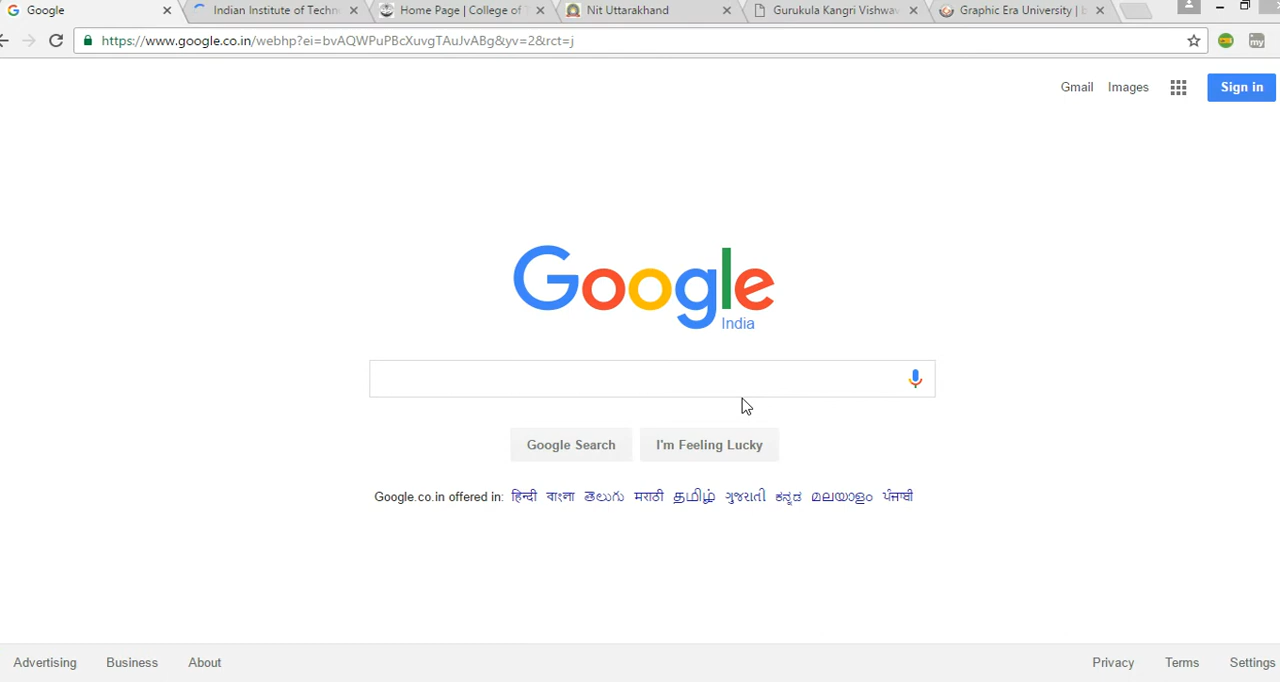 Google
Indian Institute of Techn
Home Page | College of T
Nit Uttarakhand
Gurukula Kangri Vishwav
Graphic Era University | b
https://www.google.co.in/webhp?ei=bvAQWPuPBcXuvgTAuJvABg&yv=2&rct=j
my
Gmail Images Sign in
Google
India
Google Search I'm Feeling Lucky
Google.co.in offered in: हिन्दी বাংলা తెలుగు मराठी தமிழ் ગુજરાતી ಕನ್ನಡ മലയാളം ਪੰਜਾਬੀ
Advertising Business About Privacy Terms Settings